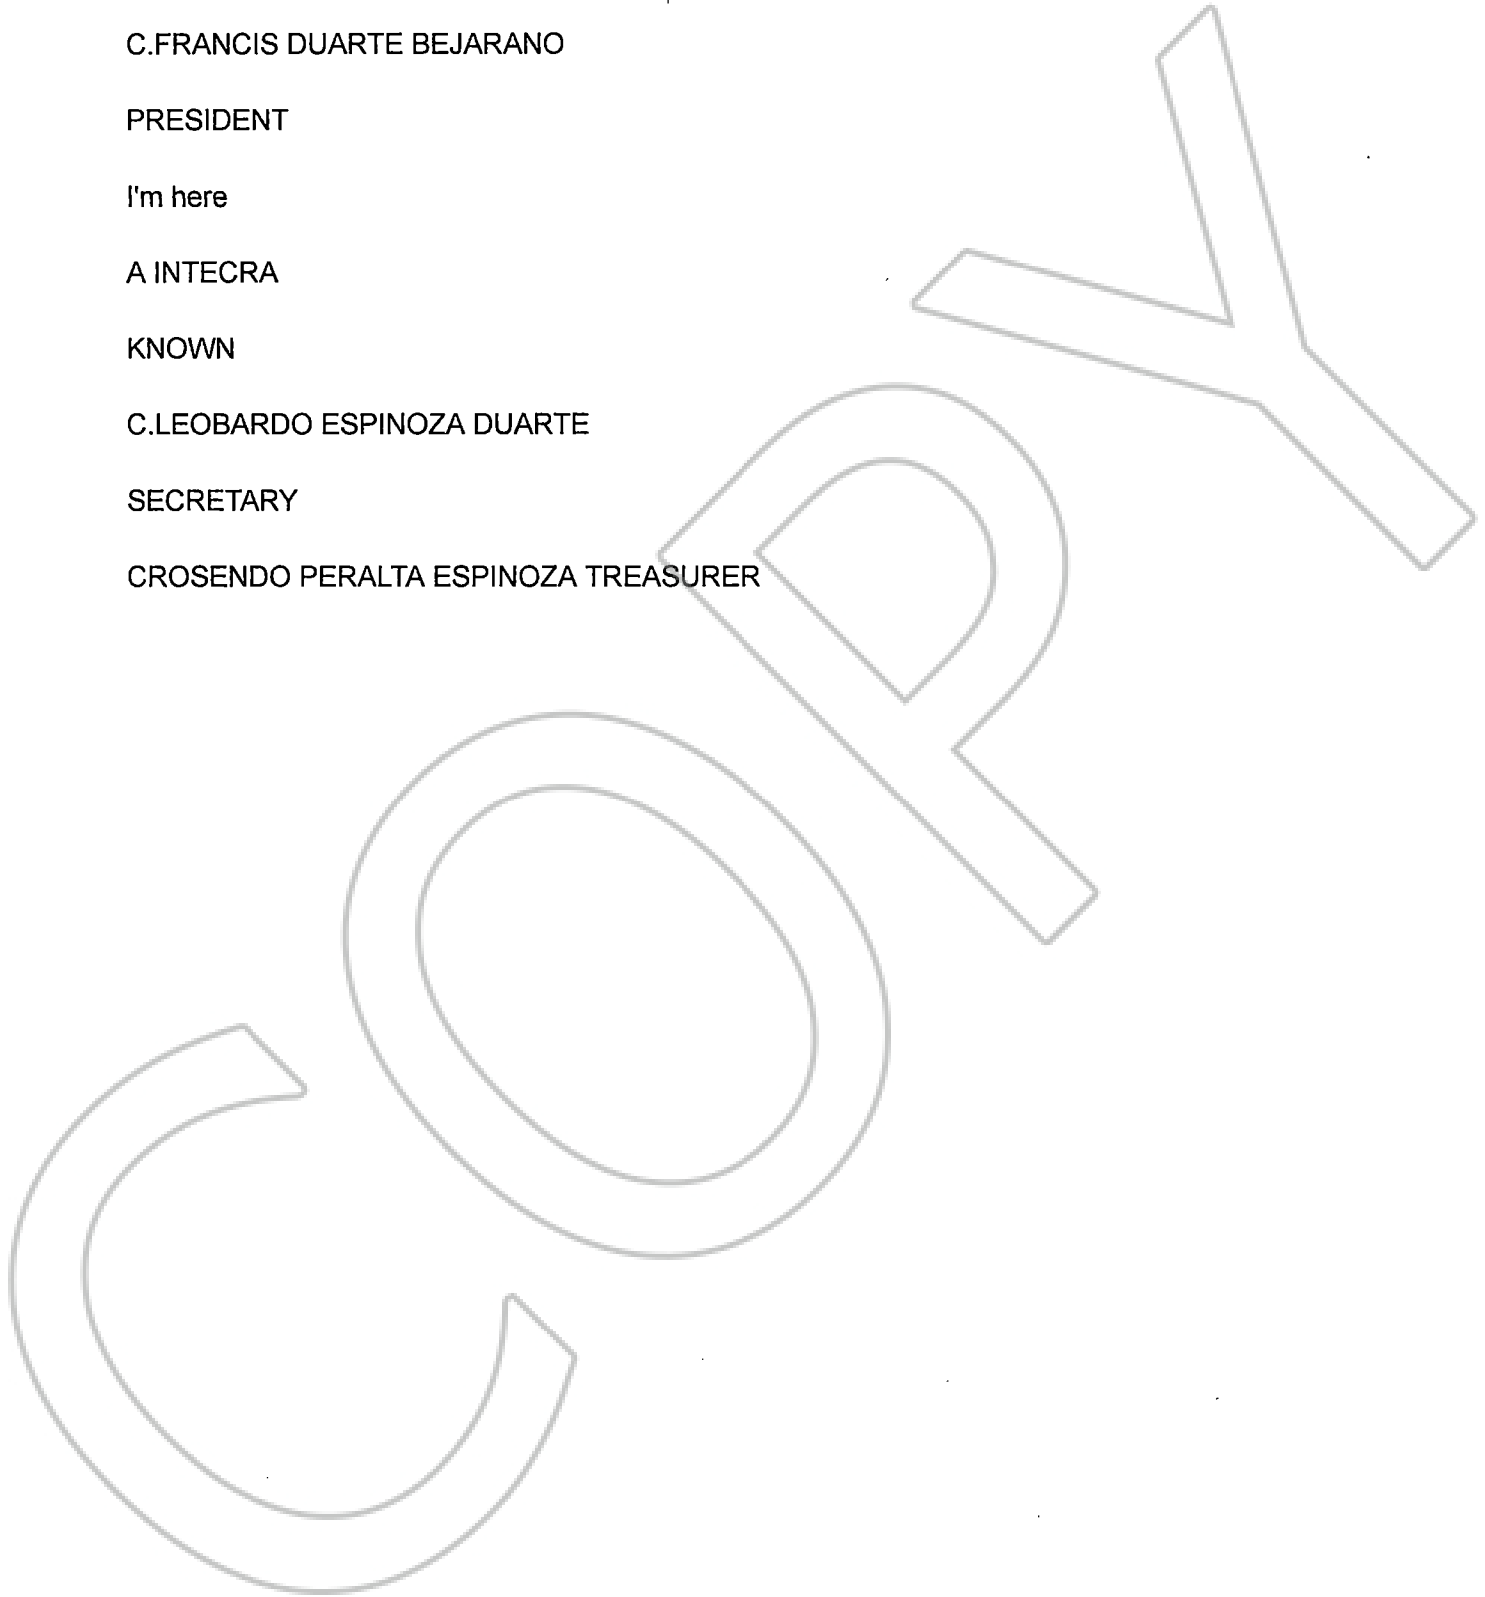 C.FRANCIS DUARTE BEJARANO
PRESIDENT
I'm here
A INTECRA
KNOWN
C.LEOBARDO ESPINOZA DUARTE
SECRETARY
CROSENDO PERALTA ESPINOZA TREASURER
COPY